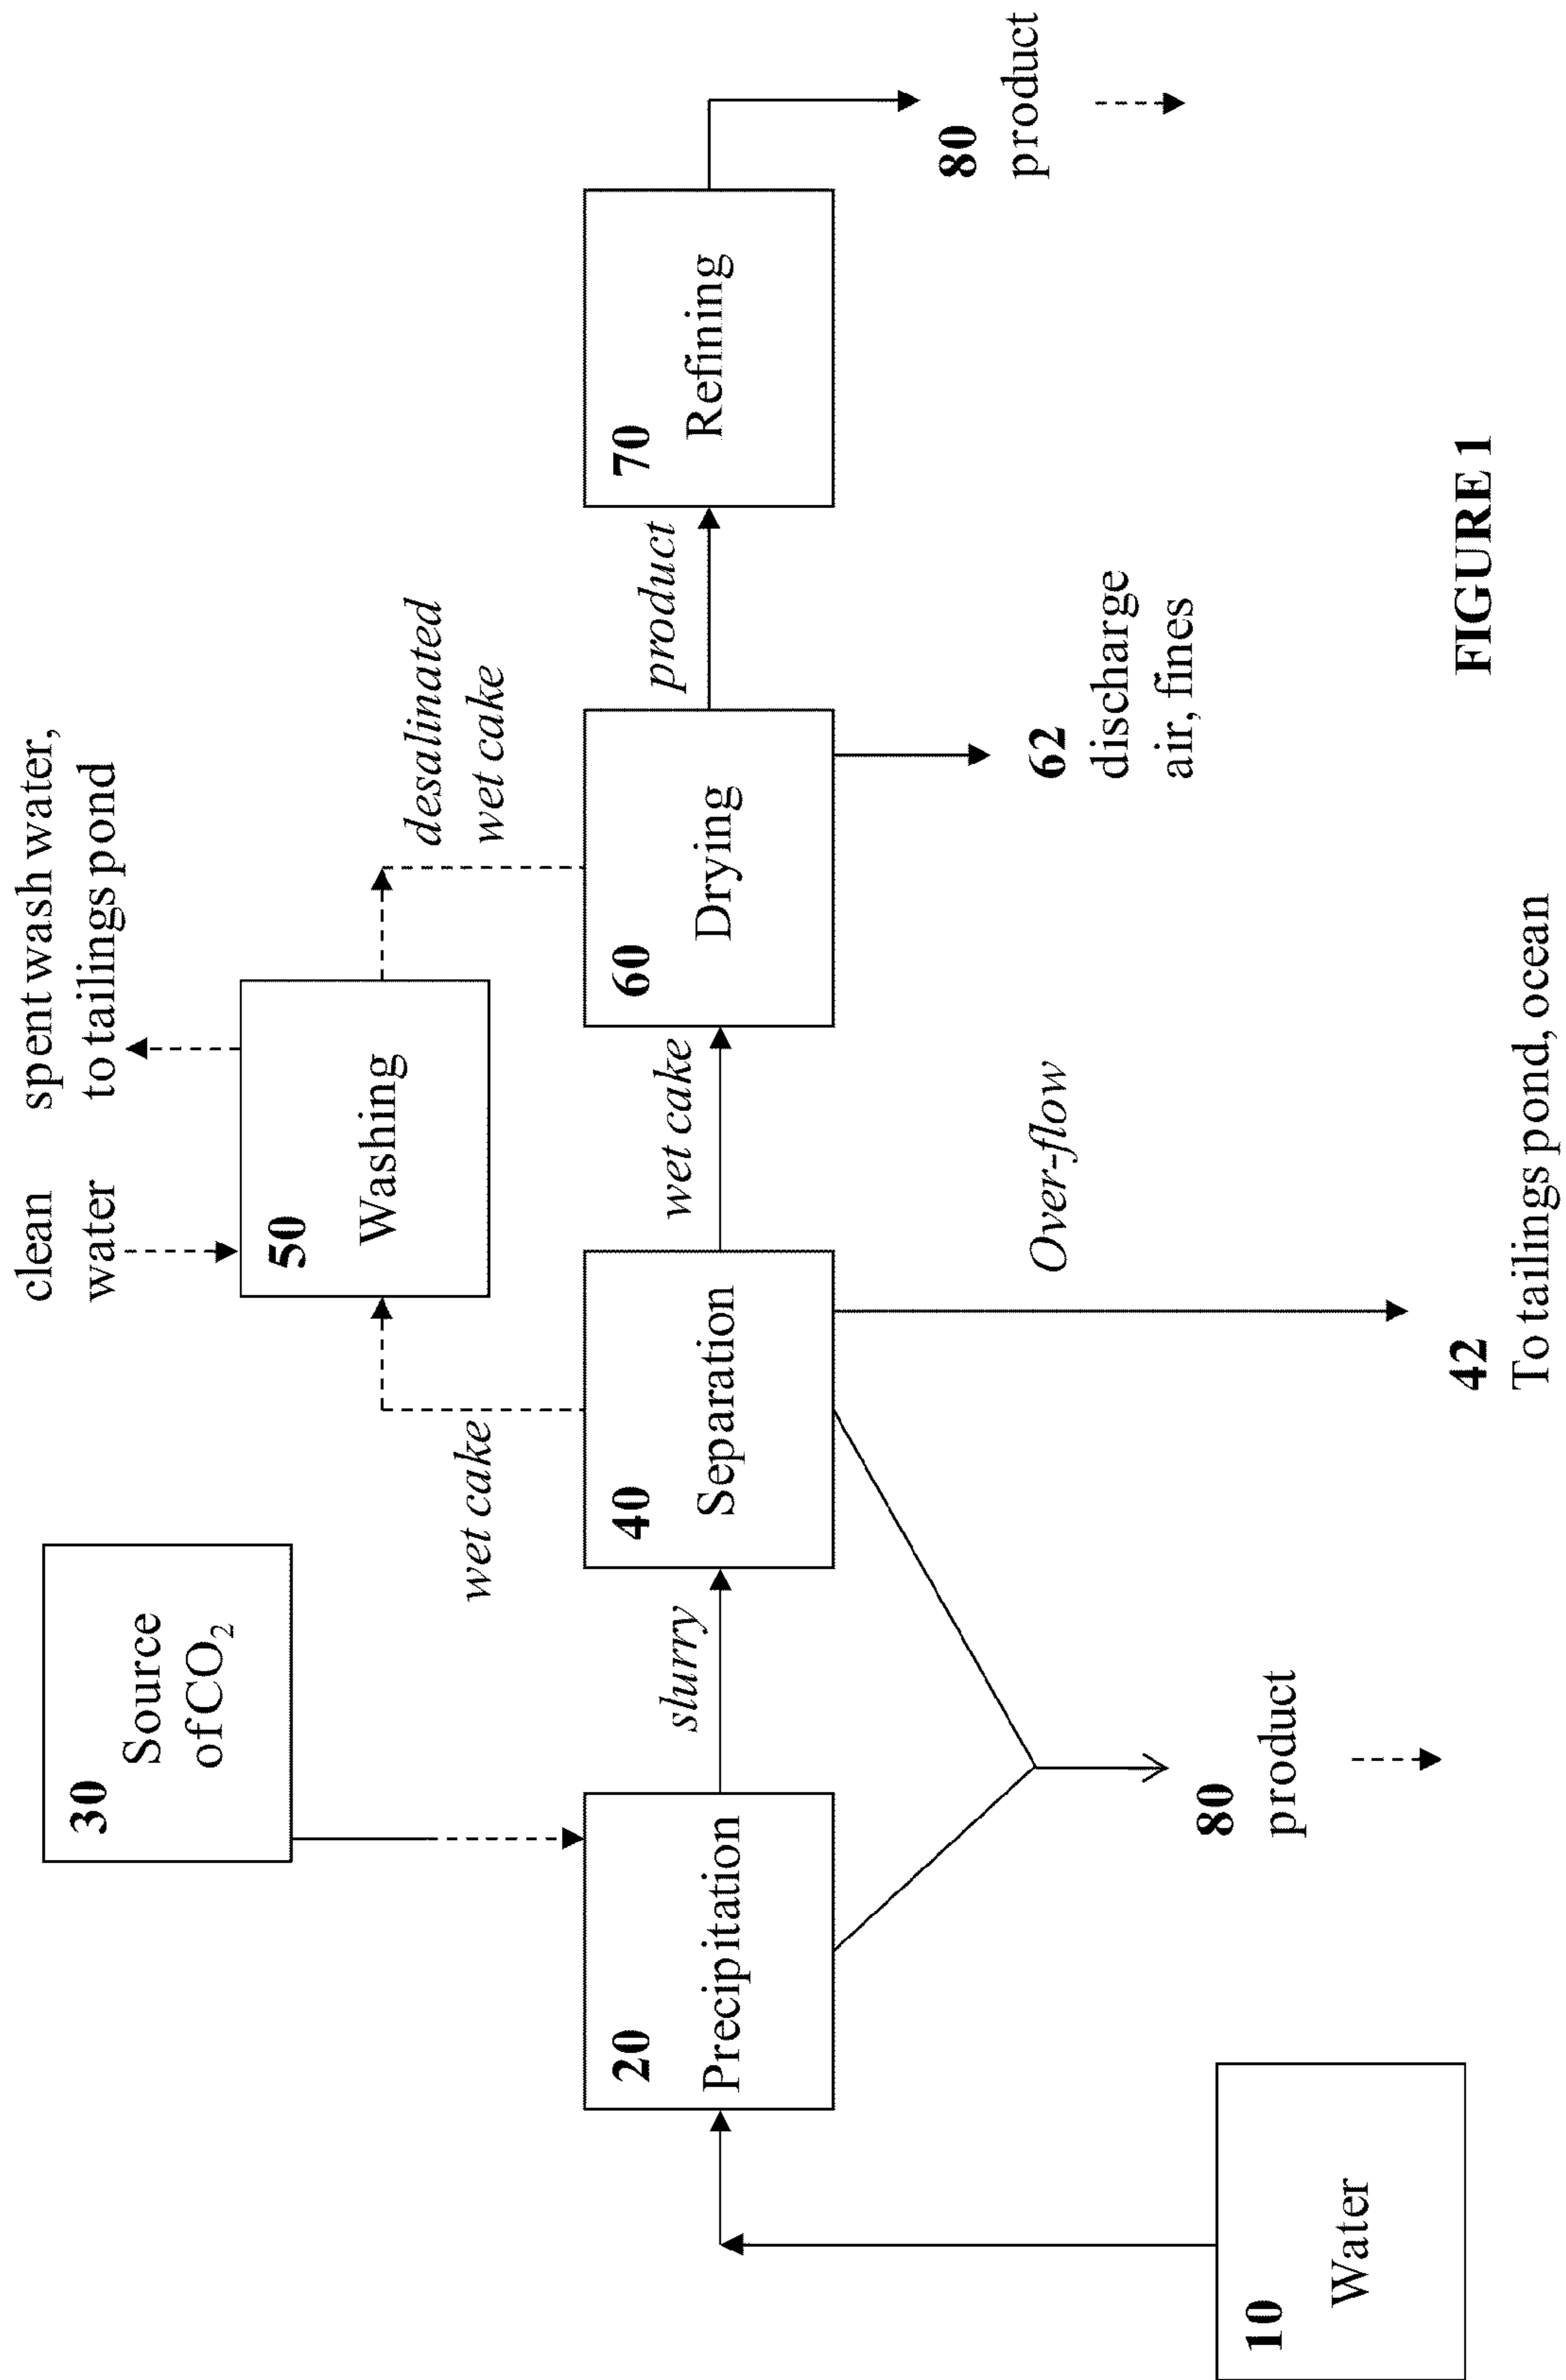 clean
water
spent wash water,
to tailings pond
30
Source
of CO2
50
Washing
wet cake
desalinated
wet cake
20
Precipitation
slurry
40
Separation
wet cake
60
Drying
product
70
Refining
80
product
62
discharge
air, fines
Over-flow
80
product
10
Water
42
To tailings pond, ocean
FIGURE 1